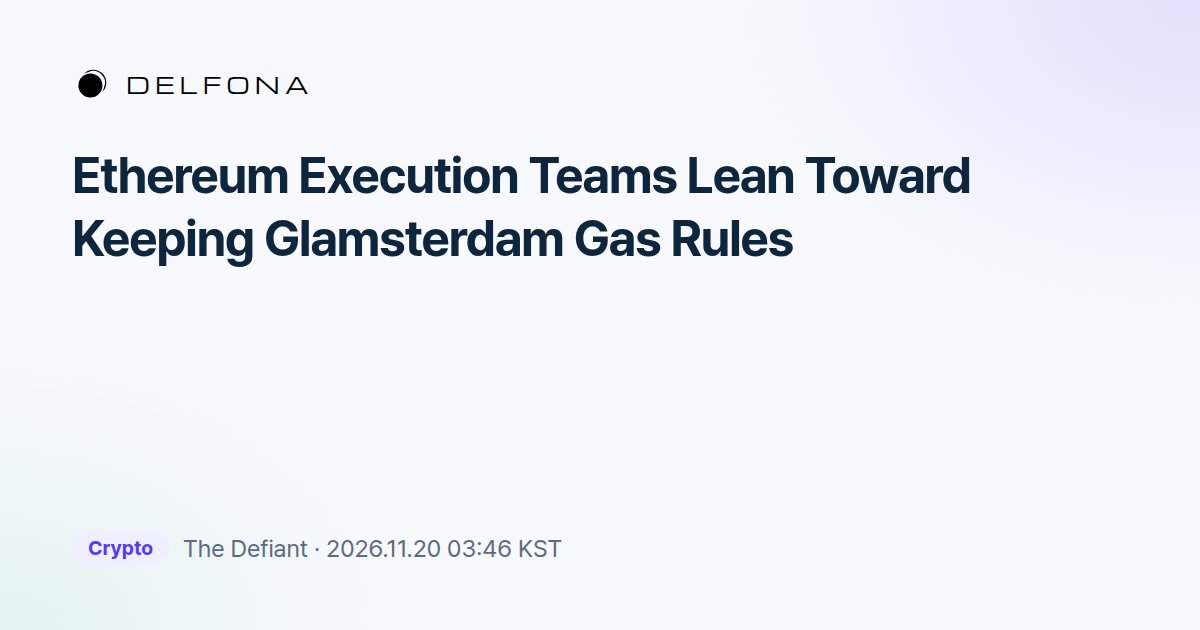 DELFONA
Ethereum Execution Teams Lean Toward
Keeping Glamsterdam Gas Rules
Crypto The Defiant · 2026.11.20 03:46 KST